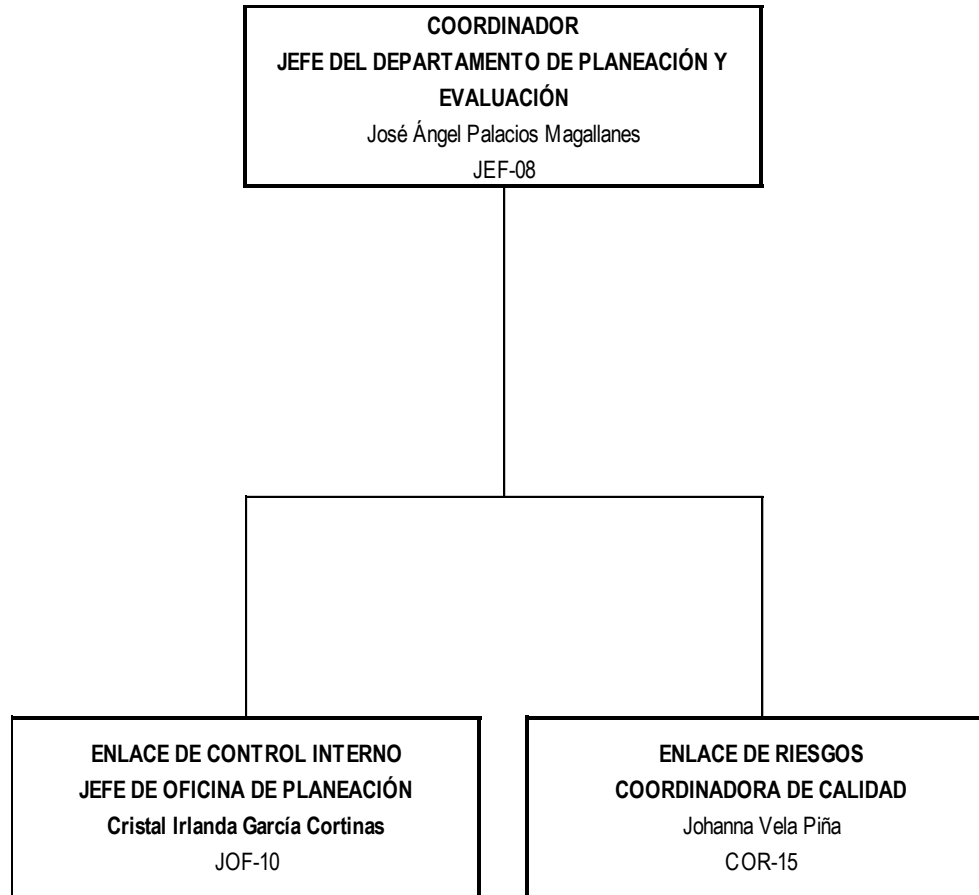 COORDINADOR
JEFE DEL DEPARTAMENTO DE PLANEACIÓN Y
EVALUACIÓN
José Ángel Palacios Magallanes
JEF-08
ENLACE DE CONTROL INTERNO
JEFE DE OFICINA DE PLANEACIÓN
Cristal Irlanda García Cortinas
JOF-10
ENLACE DE RIESGOS
COORDINADORA DE CALIDAD
Johanna Vela Piña
COR-15